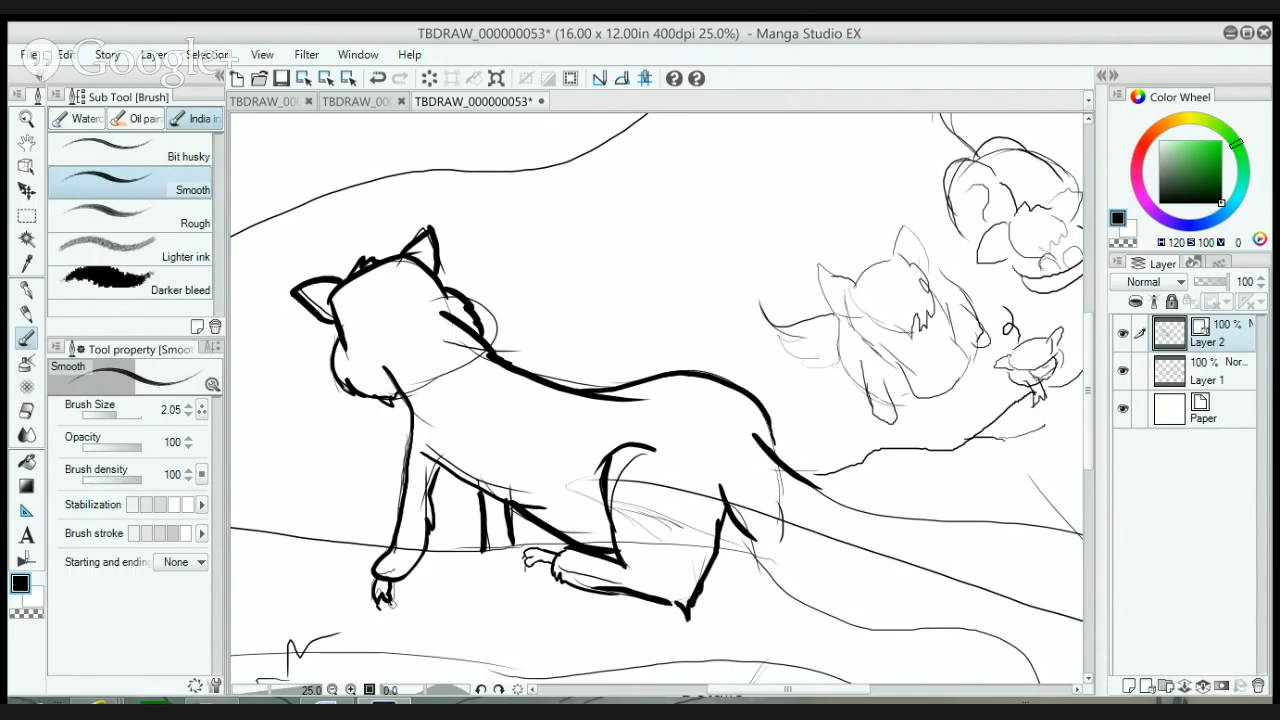 TBDRAW_000000053* (16.00 x 12.00in 400dpi 25.0%) - Manga Studio EX
File Edit Story Layer Selection View Filter Window Help
Google+
Sub Tool [Brush]
TBDRAW_00 TBDRAW_00 TBDRAW_000000053*
Color Wheel
Waterc Oil pain India in
Bit husky
Smooth
Rough
Lighter ink
Darker bleed
H 120 S 100 V 0
Layer
Normal 100
100 % N
Layer 2
100 % Nor...
Layer 1
Paper
Tool property [Smoot
Smooth
Brush Size 2.05
Opacity 100
Brush density 100
Stabilization
Brush stroke
Starting and ending None
25.0 0.0